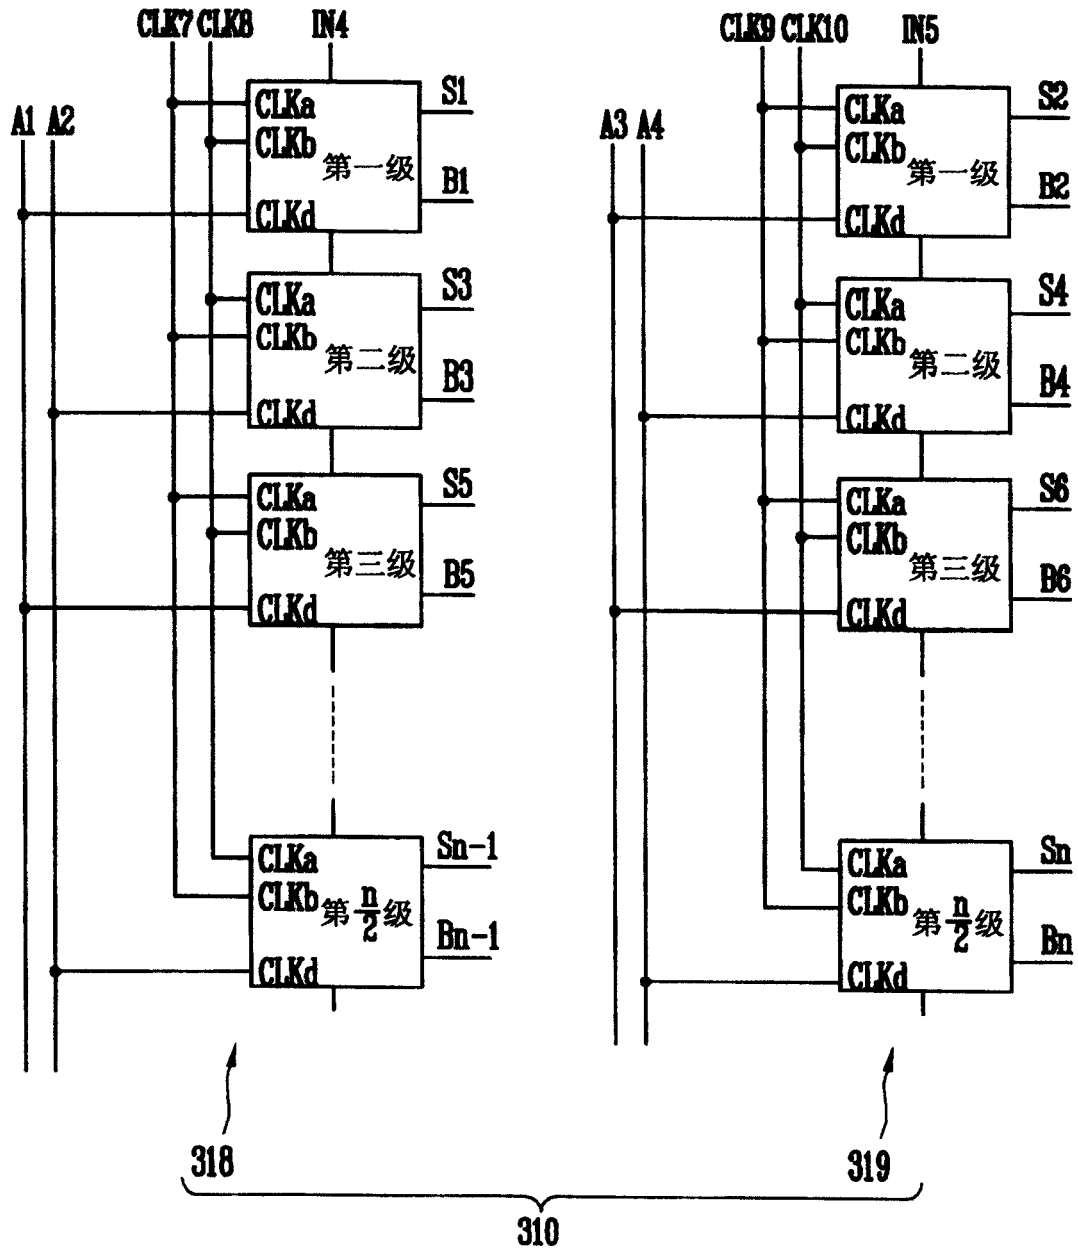 CLK7 CLK8 IN4
A1 A2
CLKa
CLKb
第一级
CLKd
S1
B1
CLKa
CLKb
第二级
CLKd
S3
B3
CLKa
CLKb
第三级
CLKd
S5
B5
CLKa
CLKb
第n/2级
CLKd
Sn-1
Bn-1
318
CLK9 CLK10 IN5
A3 A4
CLKa
CLKb
第一级
CLKd
S2
B2
CLKa
CLKb
第二级
CLKd
S4
B4
CLKa
CLKb
第三级
CLKd
S6
B6
CLKa
CLKb
第n/2级
CLKd
Sn
Bn
319
310